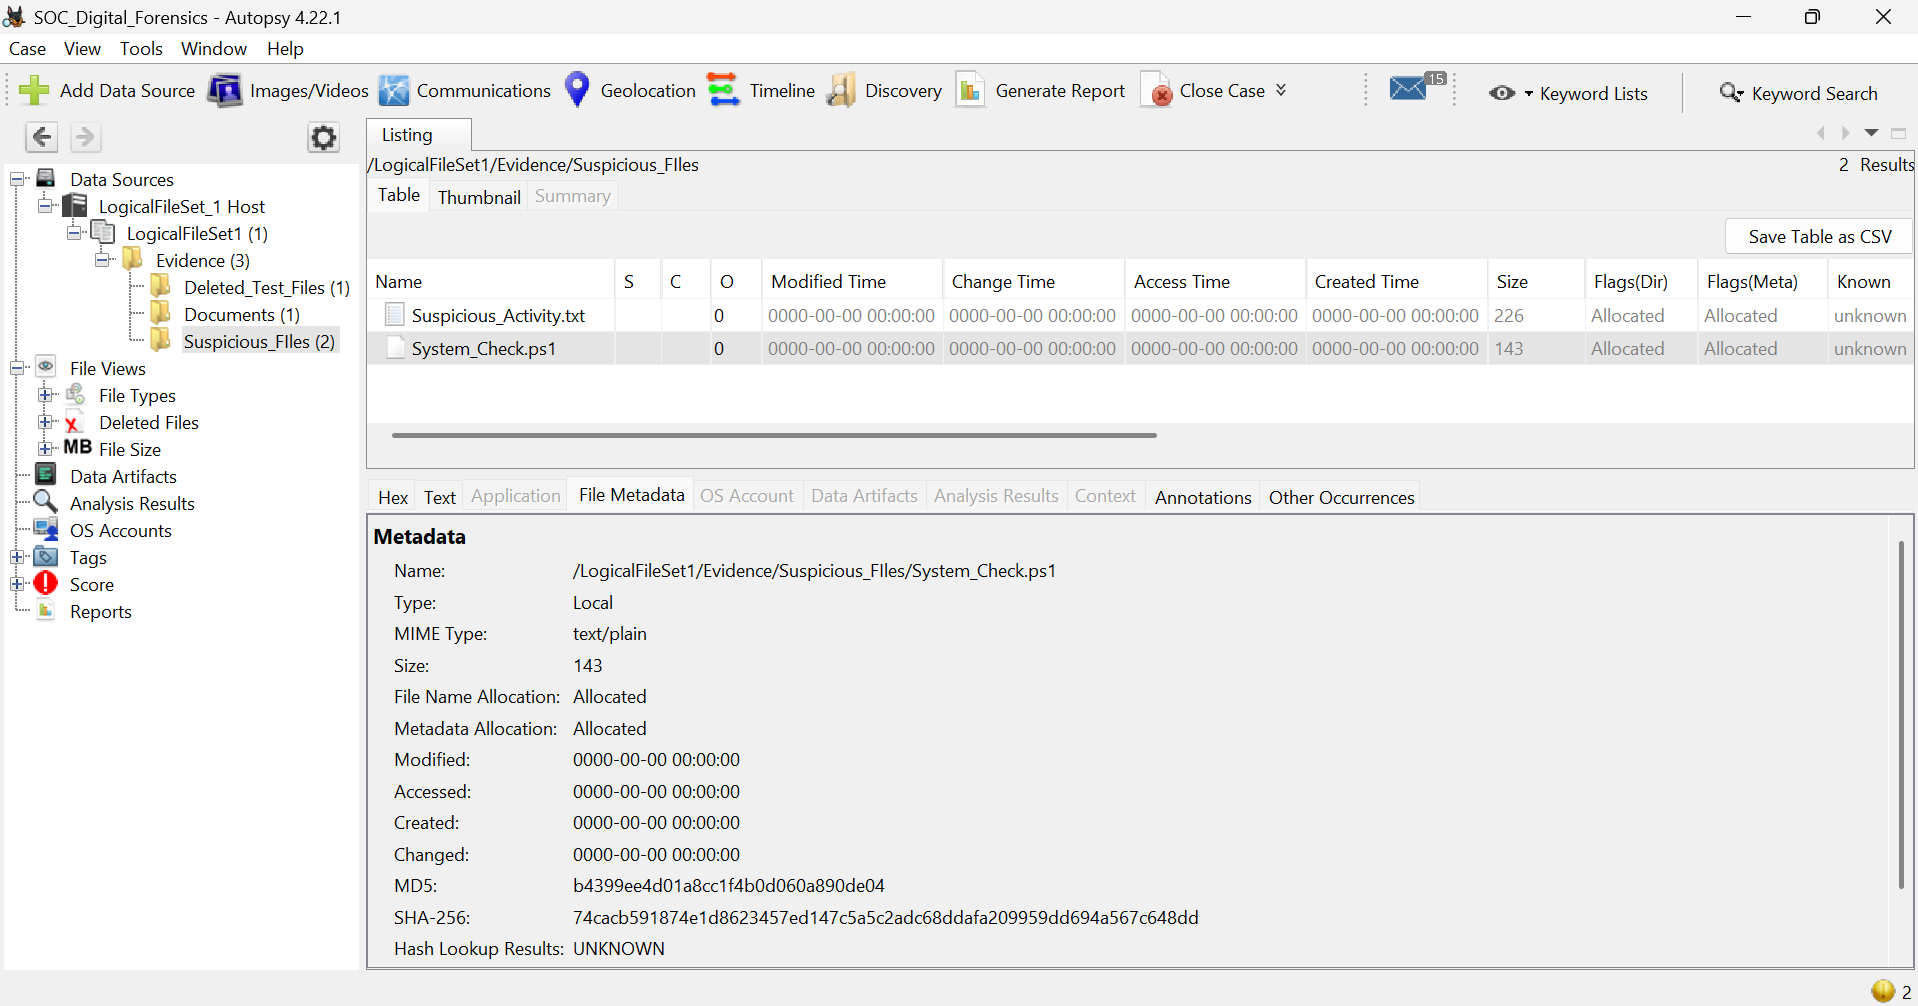 SOC_Digital_Forensics - Autopsy 4.22.1
Case View Tools Window Help
Add Data Source Images/Videos Communications Geolocation Timeline Discovery Generate Report Close Case 15 Keyword Lists Keyword Search
Listing
/LogicalFileSet1/Evidence/Suspicious_FIles 2 Results
Table Thumbnail Summary
Save Table as CSV
Data Sources
LogicalFileSet_1 Host
LogicalFileSet1 (1)
Evidence (3)
Deleted_Test_Files (1)
Documents (1)
Suspicious_FIles (2)
File Views
File Types
Deleted Files
MB File Size
Data Artifacts
Analysis Results
OS Accounts
Tags
Score
Reports
Name S C O Modified Time Change Time Access Time Created Time Size Flags(Dir) Flags(Meta) Known
Suspicious_Activity.txt 0 0000-00-00 00:00:00 0000-00-00 00:00:00 0000-00-00 00:00:00 0000-00-00 00:00:00 226 Allocated Allocated unknown
System_Check.ps1 0 0000-00-00 00:00:00 0000-00-00 00:00:00 0000-00-00 00:00:00 0000-00-00 00:00:00 143 Allocated Allocated unknown
Hex Text Application File Metadata OS Account Data Artifacts Analysis Results Context Annotations Other Occurrences
Metadata
Name: /LogicalFileSet1/Evidence/Suspicious_FIles/System_Check.ps1
Type: Local
MIME Type: text/plain
Size: 143
File Name Allocation: Allocated
Metadata Allocation: Allocated
Modified: 0000-00-00 00:00:00
Accessed: 0000-00-00 00:00:00
Created: 0000-00-00 00:00:00
Changed: 0000-00-00 00:00:00
MD5: b4399ee4d01a8cc1f4b0d060a890de04
SHA-256: 74cacb591874e1d8623457ed147c5a5c2adc68ddafa209959dd694a567c648dd
Hash Lookup Results: UNKNOWN
2